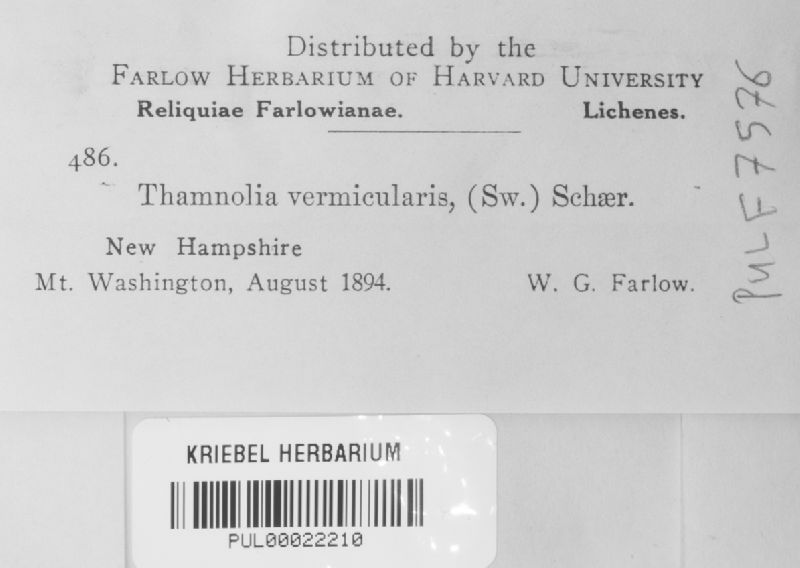 Distributed by the
FARLOW HERBARIUM OF HARVARD UNIVERSITY
Reliquiae Farlowianae. Lichenes.
486.
Thamnolia vermicularis, (Sw.) Schær.
New Hampshire
Mt. Washington, August 1894. W. G. Farlow.
PUL F 7576
KRIEBEL HERBARIUM
PUL00022210